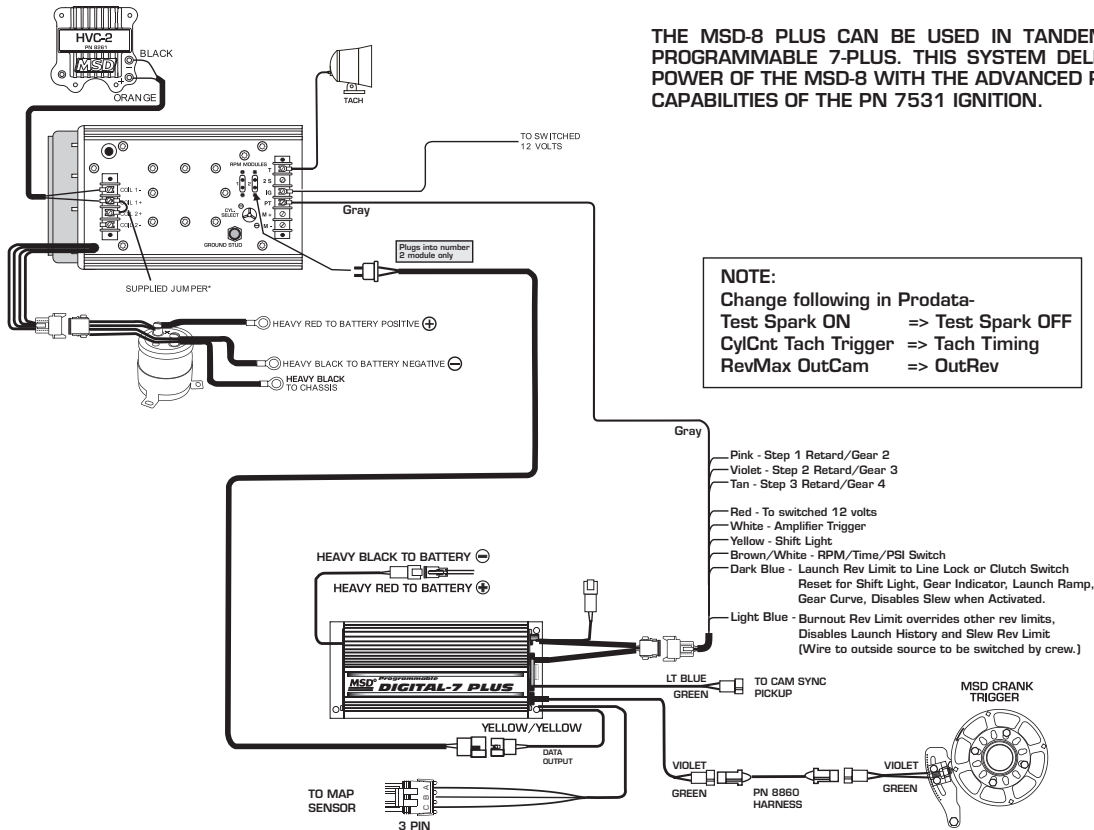 HVC-2
PN 8261
MSD
BLACK
ORANGE
TACH
THE MSD-8 PLUS CAN BE USED IN TANDEM
PROGRAMMABLE 7-PLUS. THIS SYSTEM DEL
POWER OF THE MSD-8 WITH THE ADVANCED
CAPABILITIES OF THE PN 7531 IGNITION.
TO SWITCHED
12 VOLTS
RPM MODULES
1
2
T
2 S
IG
PT
M +
M -
COIL 1 -
COIL 1 +
COIL 2 +
COIL 2 -
CYL.
SELECT
GROUND STUD
Gray
Plugs into number
2 module only
SUPPLIED JUMPER*
HEAVY RED TO BATTERY POSITIVE +
HEAVY BLACK TO BATTERY NEGATIVE −
HEAVY BLACK
TO CHASSIS
NOTE:
Change following in Prodata-
Test Spark ON => Test Spark OFF
CylCnt Tach Trigger => Tach Timing
RevMax OutCam => OutRev
Gray
Pink - Step 1 Retard/Gear 2
Violet - Step 2 Retard/Gear 3
Tan - Step 3 Retard/Gear 4
Red - To switched 12 volts
White - Amplifier Trigger
Yellow - Shift Light
Brown/White - RPM/Time/PSI Switch
Dark Blue - Launch Rev Limit to Line Lock or Clutch Switch
Reset for Shift Light, Gear Indicator, Launch Ramp,
Gear Curve, Disables Slew when Activated.
Light Blue - Burnout Rev Limit overrides other rev limits,
Disables Launch History and Slew Rev Limit
(Wire to outside source to be switched by crew.)
HEAVY BLACK TO BATTERY −
HEAVY RED TO BATTERY +
MSD Programmable
DIGITAL-7 PLUS
LT BLUE
GREEN
TO CAM SYNC
PICKUP
MSD CRANK
TRIGGER
YELLOW/YELLOW
DATA
OUTPUT
VIOLET
GREEN
PN 8860
HARNESS
VIOLET
GREEN
TO MAP
SENSOR
A
B
C
3 PIN